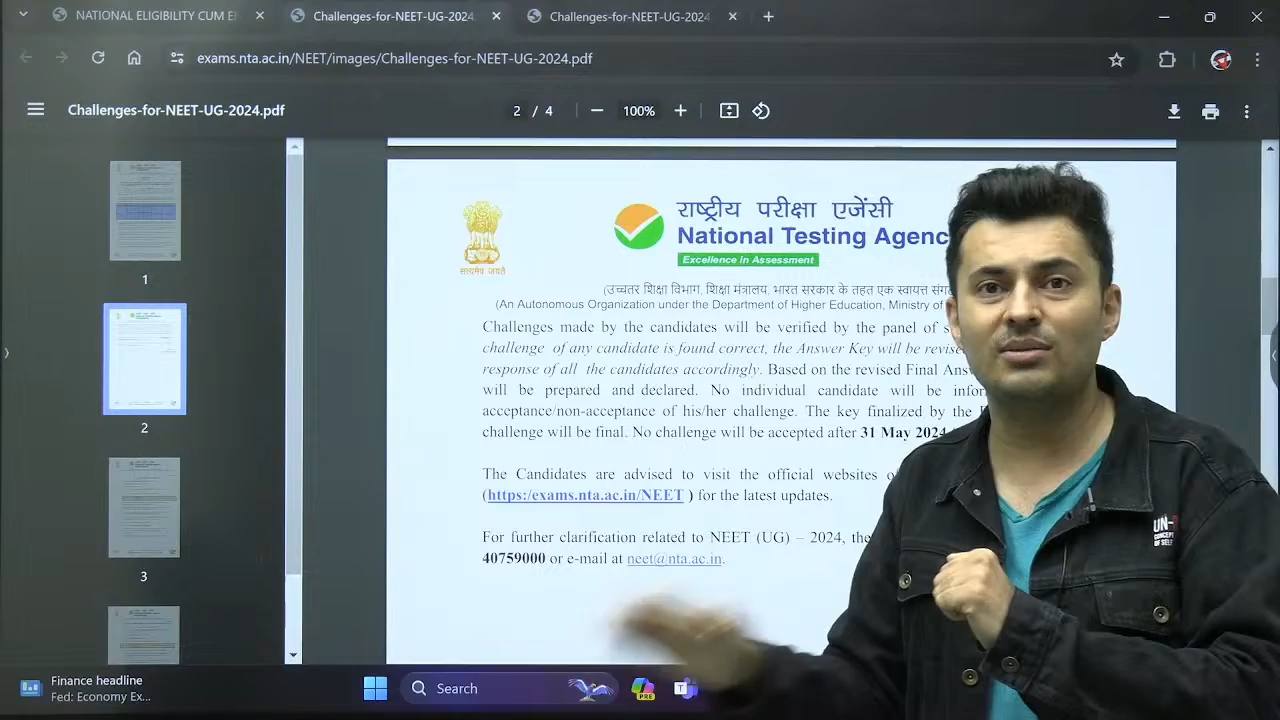 NATIONAL ELIGIBILITY CUM
Challenges-for-NEET-UG-2024
Challenges-for-NEET-UG-2024
exams.nta.ac.in/NEET/images/Challenges-for-NEET-UG-2024.pdf
Challenges-for-NEET-UG-2024.pdf
2 / 4
100%
1
2
3
सत्यमेव जयते
राष्ट्रीय परीक्षा एजेंसी
National Testing Agenc
Excellence in Assessment
(उच्चतर शिक्षा विभाग, शिक्षा मंत्रालय, भारत सरकार के तहत एक स्वायत्त संग
(An Autonomous Organization under the Department of Higher Education, Ministry of
Challenges made by the candidates will be verified by the panel of s
challenge of any candidate is found correct, the Answer Key will be revise
response of all the candidates accordingly. Based on the revised Final Ans
will be prepared and declared. No individual candidate will be infor
acceptance/non-acceptance of his/her challenge. The key finalized by the
challenge will be final. No challenge will be accepted after 31 May 2024
The Candidates are advised to visit the official websites o
(https:/exams.nta.ac.in/NEET ) for the latest updates.
For further clarification related to NEET (UG) – 2024, the
40759000 or e-mail at neet@nta.ac.in.
UN-
CONCEP
OF SEL
Finance headline
Fed: Economy Ex...
Search
PRE
T